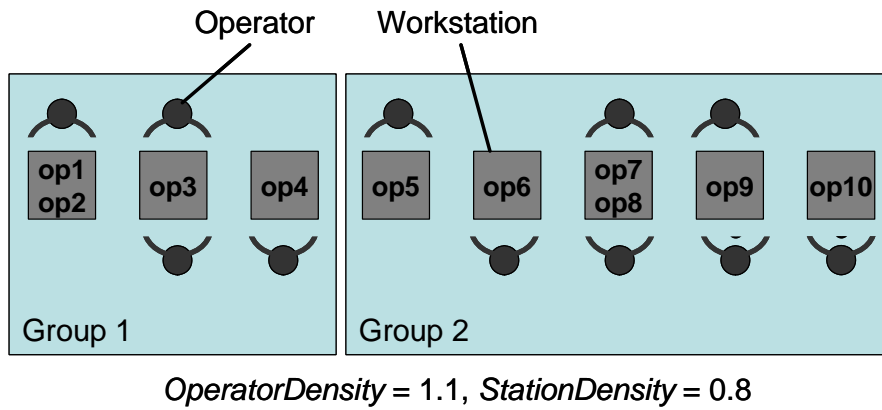 Operator Workstation
op1 op2 op3 op4 op5 op6 op7 op8 op9 op10
Group 1 Group 2
OperatorDensity = 1.1, StationDensity = 0.8